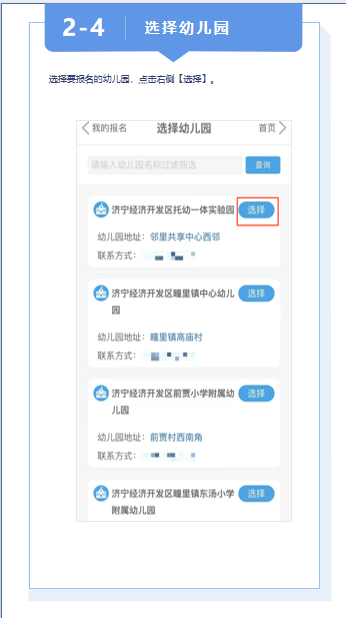 2-4 选择幼儿园
选择要报名的幼儿园，点击右侧【选择】。
我的报名 选择幼儿园 首页
请输入幼儿园名称过滤筛选 查询
济宁经济开发区托幼一体实验园 选择
幼儿园地址：邻里共享中心西邻
联系方式：
济宁经济开发区疃里镇中心幼儿 选择
园
幼儿园地址：疃里镇高庙村
联系方式：
济宁经济开发区前贾小学附属幼 选择
儿园
幼儿园地址：前贾村西南角
联系方式：
济宁经济开发区疃里镇东汤小学 选择
附属幼儿园